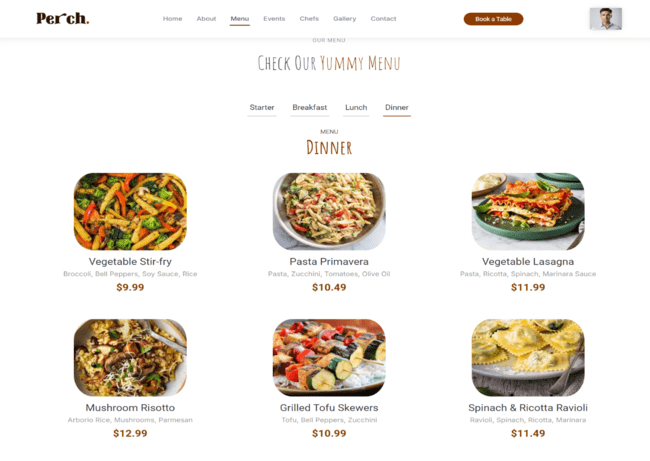 Perch.
Home About Menu Events Chefs Gallery Contact
Book a Table
OUR MENU
Check Our Yummy Menu
Starter Breakfast Lunch Dinner
MENU
Dinner
Vegetable Stir-fry
Broccoli, Bell Peppers, Soy Sauce, Rice
$9.99
Pasta Primavera
Pasta, Zucchini, Tomatoes, Olive Oil
$10.49
Vegetable Lasagna
Pasta, Ricotta, Spinach, Marinara Sauce
$11.99
Mushroom Risotto
Arborio Rice, Mushrooms, Parmesan
$12.99
Grilled Tofu Skewers
Tofu, Bell Peppers, Zucchini
$10.99
Spinach & Ricotta Ravioli
Ravioli, Spinach, Ricotta, Marinara
$11.49